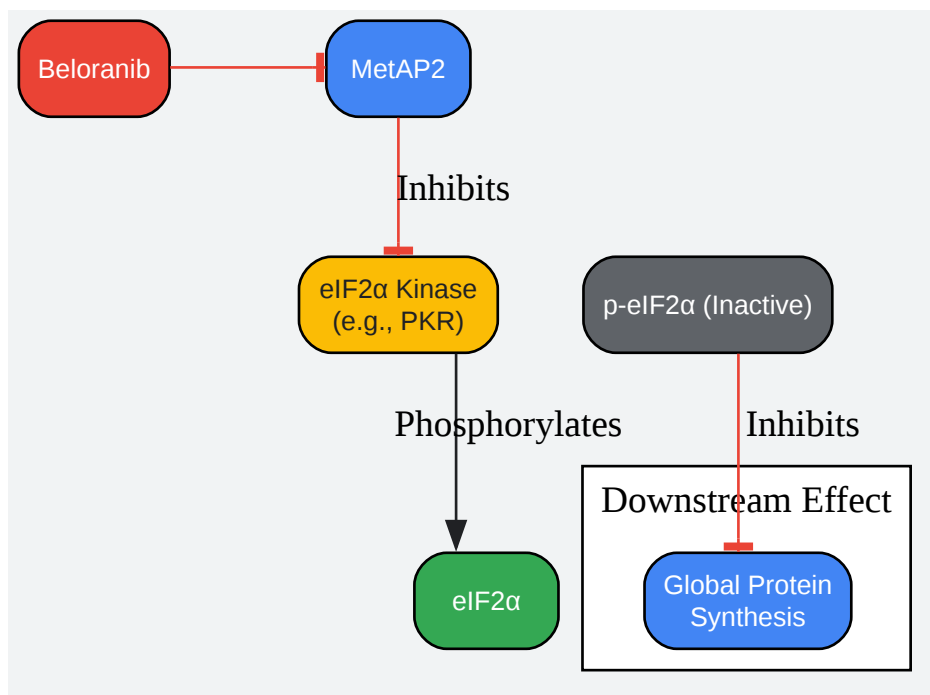 Beloranib
MetAP2
Inhibits
eIF2α Kinase
(e.g., PKR)
p-eIF2α (Inactive)
Phosphorylates
Inhibits
Downstream Effect
eIF2α
Global Protein
Synthesis